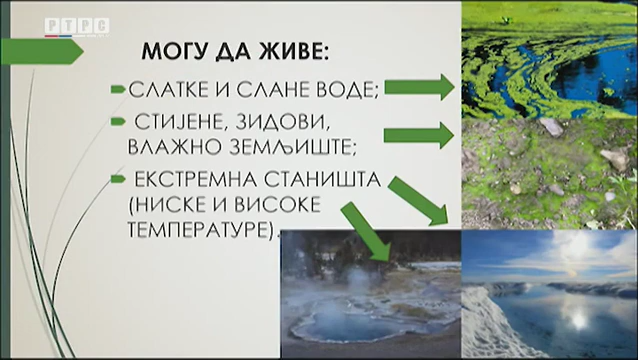 РТРС
МОГУ ДА ЖИВЕ:
СЛАТКЕ И СЛАНЕ ВОДЕ;
СТИЈЕНЕ, ЗИДОВИ,
ВЛАЖНО ЗЕМЉИШТЕ;
ЕКСТРЕМНА СТАНИШТА
(НИСКЕ И ВИСОКЕ
ТЕМПЕРАТУРЕ).